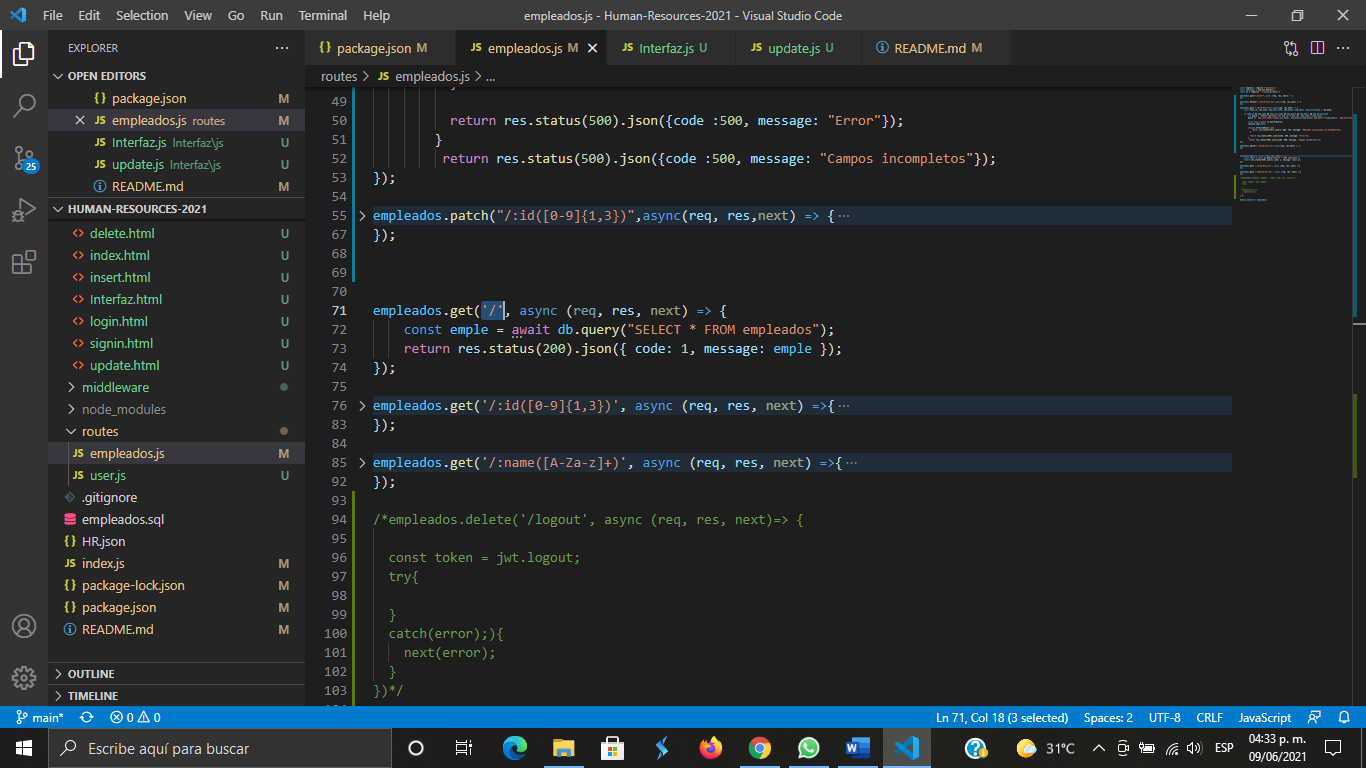 File Edit Selection View Go Run Terminal Help empleados.js - Human-Resources-2021 - Visual Studio Code
EXPLORER
package.json M empleados.js M Interfaz.js U update.js U README.md M
OPEN EDITORS
package.json M
empleados.js routes M
Interfaz.js Interfaz\js U
update.js Interfaz\js U
README.md M
HUMAN-RESOURCES-2021
delete.html U
index.html U
insert.html U
Interfaz.html U
login.html U
signin.html U
update.html U
middleware
node_modules
routes
empleados.js M
user.js U
.gitignore
empleados.sql
HR.json
index.js M
package-lock.json M
package.json M
README.md M
OUTLINE
TIMELINE
25
routes > JS empleados.js > ...
49
50 return res.status(500).json({code :500, message: "Error"});
51 }
52 return res.status(500).json({code :500, message: "Campos incompletos"});
53 });
54
55 empleados.patch("/:id([0-9]{1,3})",async(req, res,next) => { ...
67 });
68
69
70
71 empleados.get('/', async (req, res, next) => {
72 const emple = await db.query("SELECT * FROM empleados");
73 return res.status(200).json({ code: 1, message: emple });
74 });
75
76 empleados.get('/:id([0-9]{1,3})', async (req, res, next) =>{ ...
83 });
84
85 empleados.get('/:name([A-Za-z]+)', async (req, res, next) =>{ ...
92 });
93
94 /*empleados.delete('/logout', async (req, res, next)=> {
95
96 const token = jwt.logout;
97 try{
98
99 }
100 catch(error);){
101 next(error);
102 }
103 })*/
main* 0 0 Ln 71, Col 18 (3 selected) Spaces: 2 UTF-8 CRLF JavaScript
Escribe aquí para buscar
31°C ESP 04:33 p. m.
09/06/2021